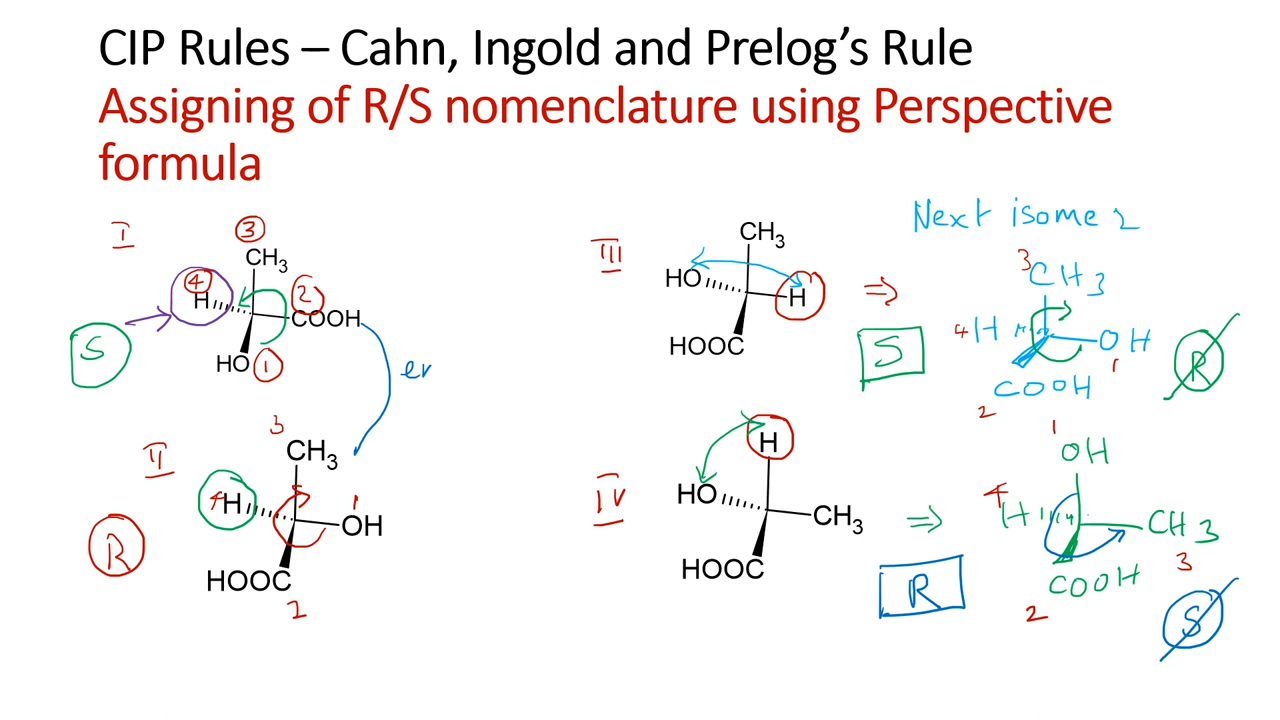 CIP Rules – Cahn, Ingold and Prelog’s Rule
Assigning of R/S nomenclature using Perspective
formula
I
3
CH3
4
H
2
COOH
S
HO
1
er
II
3
CH3
4
H
1
OH
R
HOOC
2
III
CH3
HO
H
HOOC
⇒
S
Next isome
3
CH3
4
H
OH
1
COOH
2
R
IV
H
HO
CH3
HOOC
⇒
R
1
OH
4
H
CH3
3
COOH
2
S